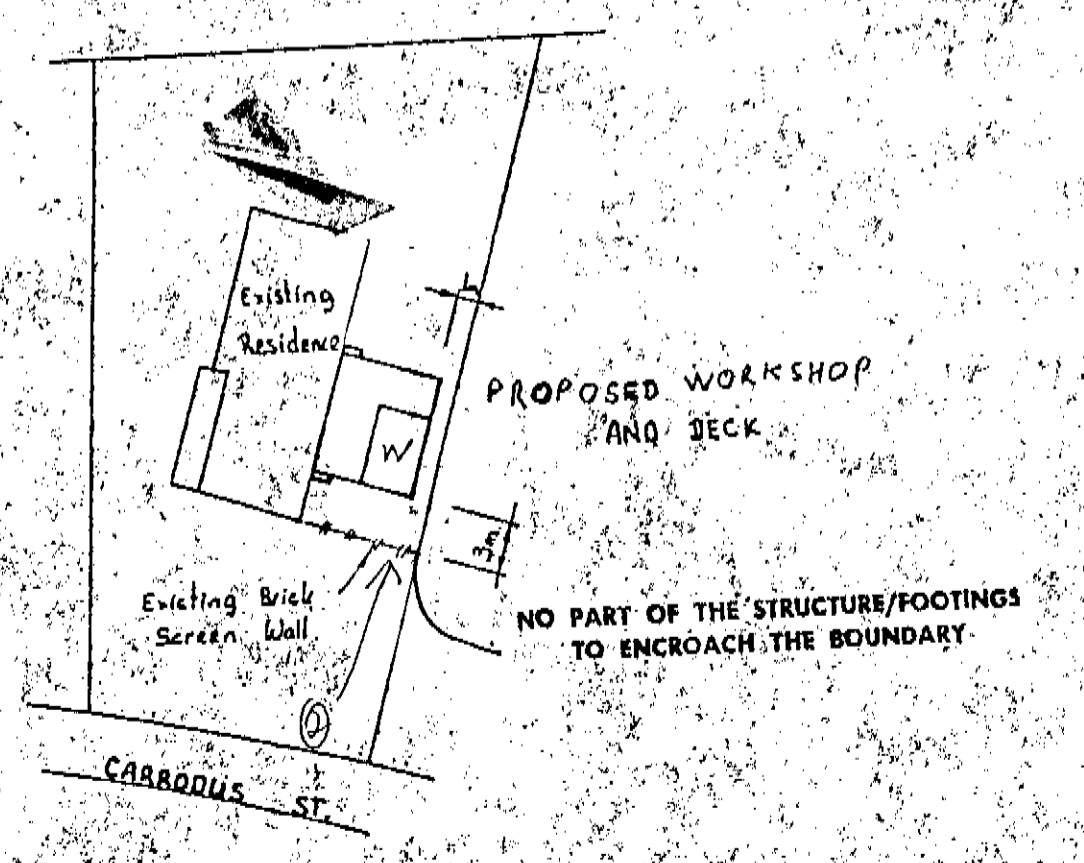 Existing
Residence
PROPOSED WORKSHOP
AND DECK
W
3m
Existing Brick
Screen Wall
NO PART OF THE STRUCTURE/FOOTINGS
TO ENCROACH THE BOUNDARY
2
CARRODUS ST.